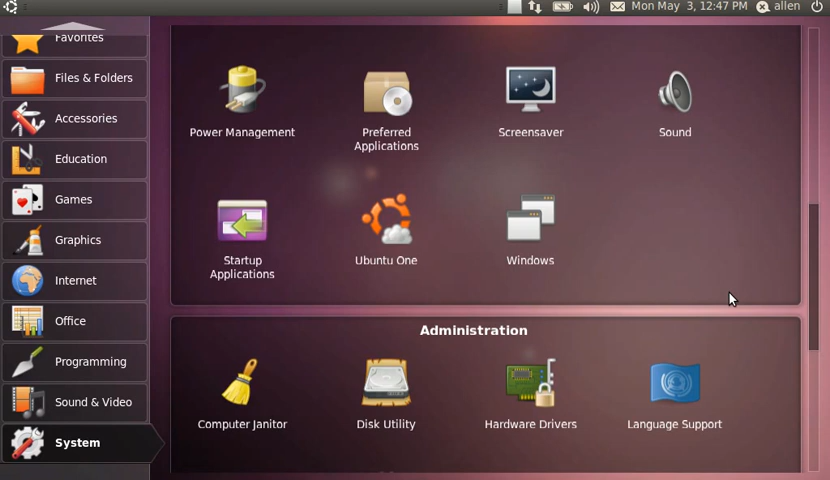 Mon May 3, 12:47 PM
allen
Favorites
Files & Folders
Accessories
Education
Games
Graphics
Internet
Office
Programming
Sound & Video
System
Power Management
Preferred
Applications
Screensaver
Sound
Startup
Applications
Ubuntu One
Windows
Administration
Computer Janitor
Disk Utility
Hardware Drivers
Language Support